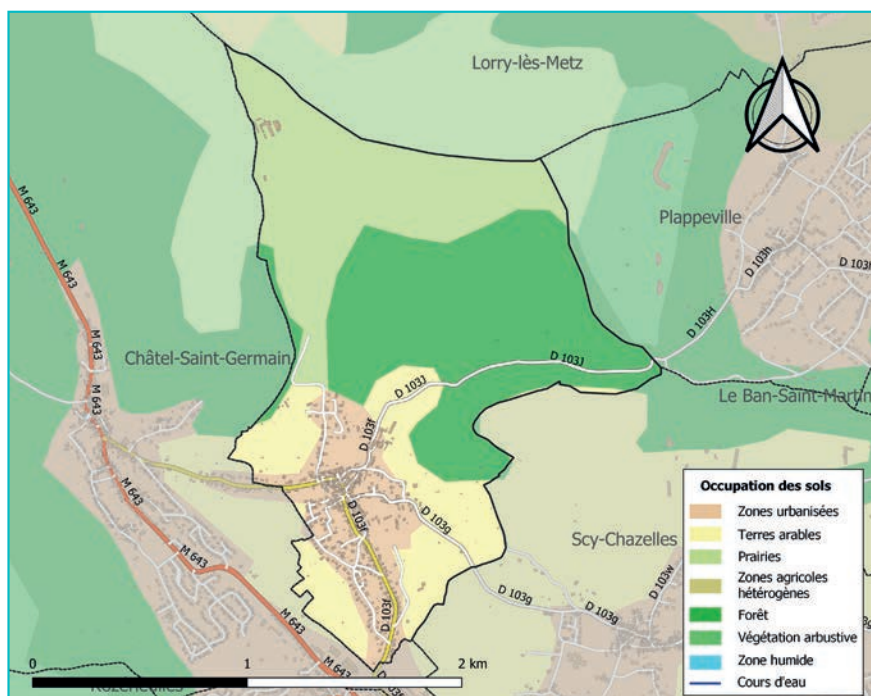 Lorry-lès-Metz
M 643
M 643
Plappeville
D 103h
D 103H
M 643
Châtel-Saint-Germain
D 103J
D 103J
Le Ban-Saint-Martin
M 643
D 103f
D 103f
D 103g
M 643
Scy-Chazelles
D 103w
D 103g
D 103g
D 103f
M 643
Occupation des sols
Zones urbanisées
Terres arables
Prairies
Zones agricoles
hétérogènes
Forêt
Végétation arbustive
Zone humide
Cours d'eau
0
1
2 km